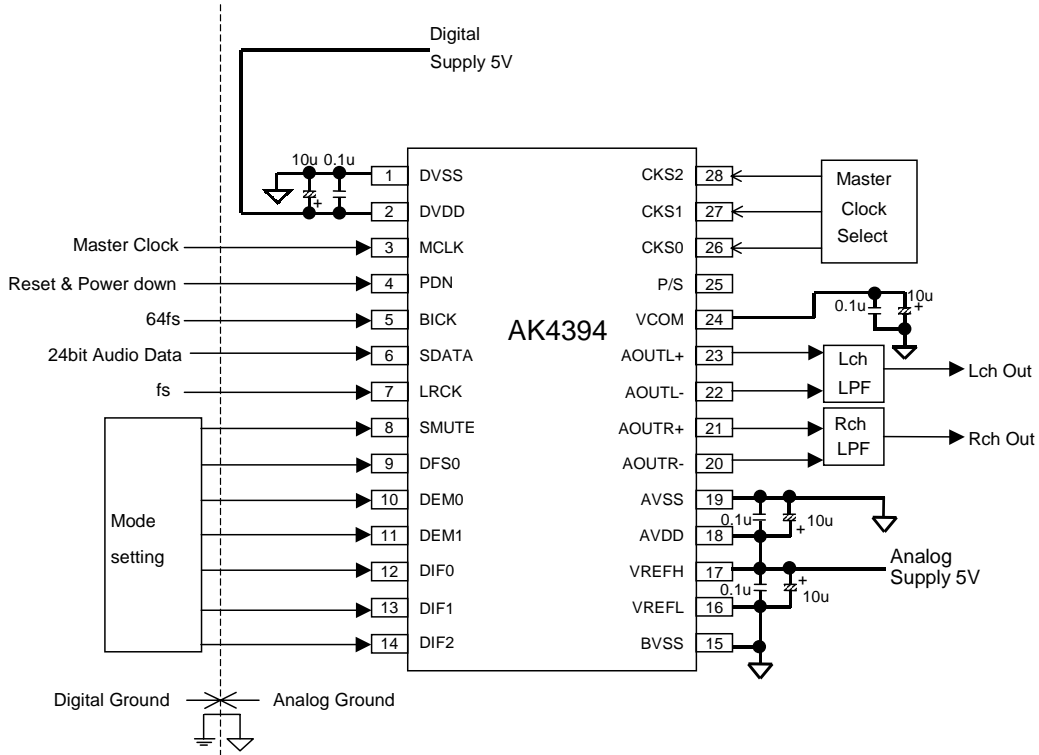 Digital
Supply 5V
10u 0.1u
1 DVSS
2 DVDD
Master Clock 3 MCLK
Reset & Power down 4 PDN
64fs 5 BICK
24bit Audio Data 6 SDATA
fs 7 LRCK
8 SMUTE
9 DFS0
10 DEM0
11 DEM1
12 DIF0
13 DIF1
14 DIF2
Mode
setting
AK4394
CKS2 28
CKS1 27
CKS0 26
P/S 25
VCOM 24
AOUTL+ 23
AOUTL- 22
AOUTR+ 21
AOUTR- 20
AVSS 19
AVDD 18
VREFH 17
VREFL 16
BVSS 15
Master
Clock
Select
0.1u 10u
+
Lch
LPF
Lch Out
Rch
LPF
Rch Out
0.1u 10u
+
Analog
Supply 5V
0.1u 10u
+
+
Digital Ground Analog Ground